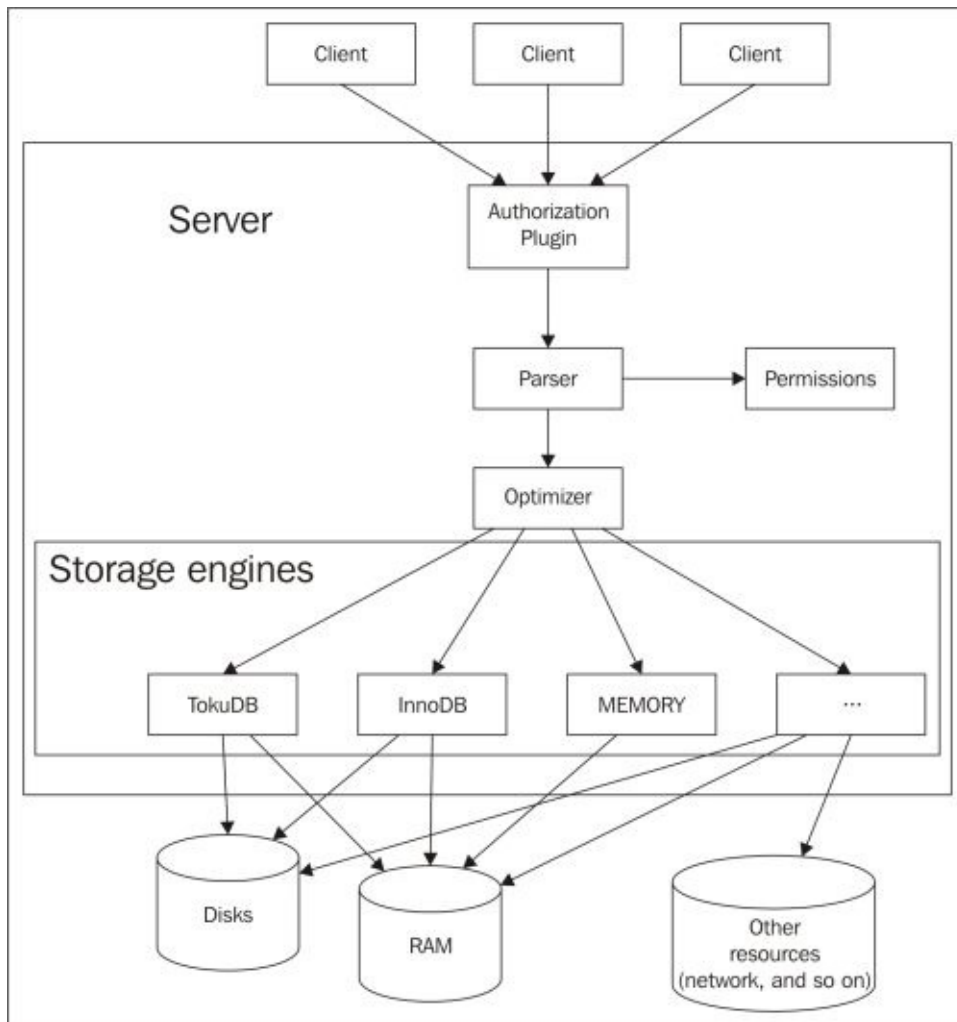 Client
Client
Client
Server
Authorization
Plugin
Parser
Permissions
Optimizer
Storage engines
TokuDB
InnoDB
MEMORY
...
Disks
RAM
Other
resources
(network, and so on)